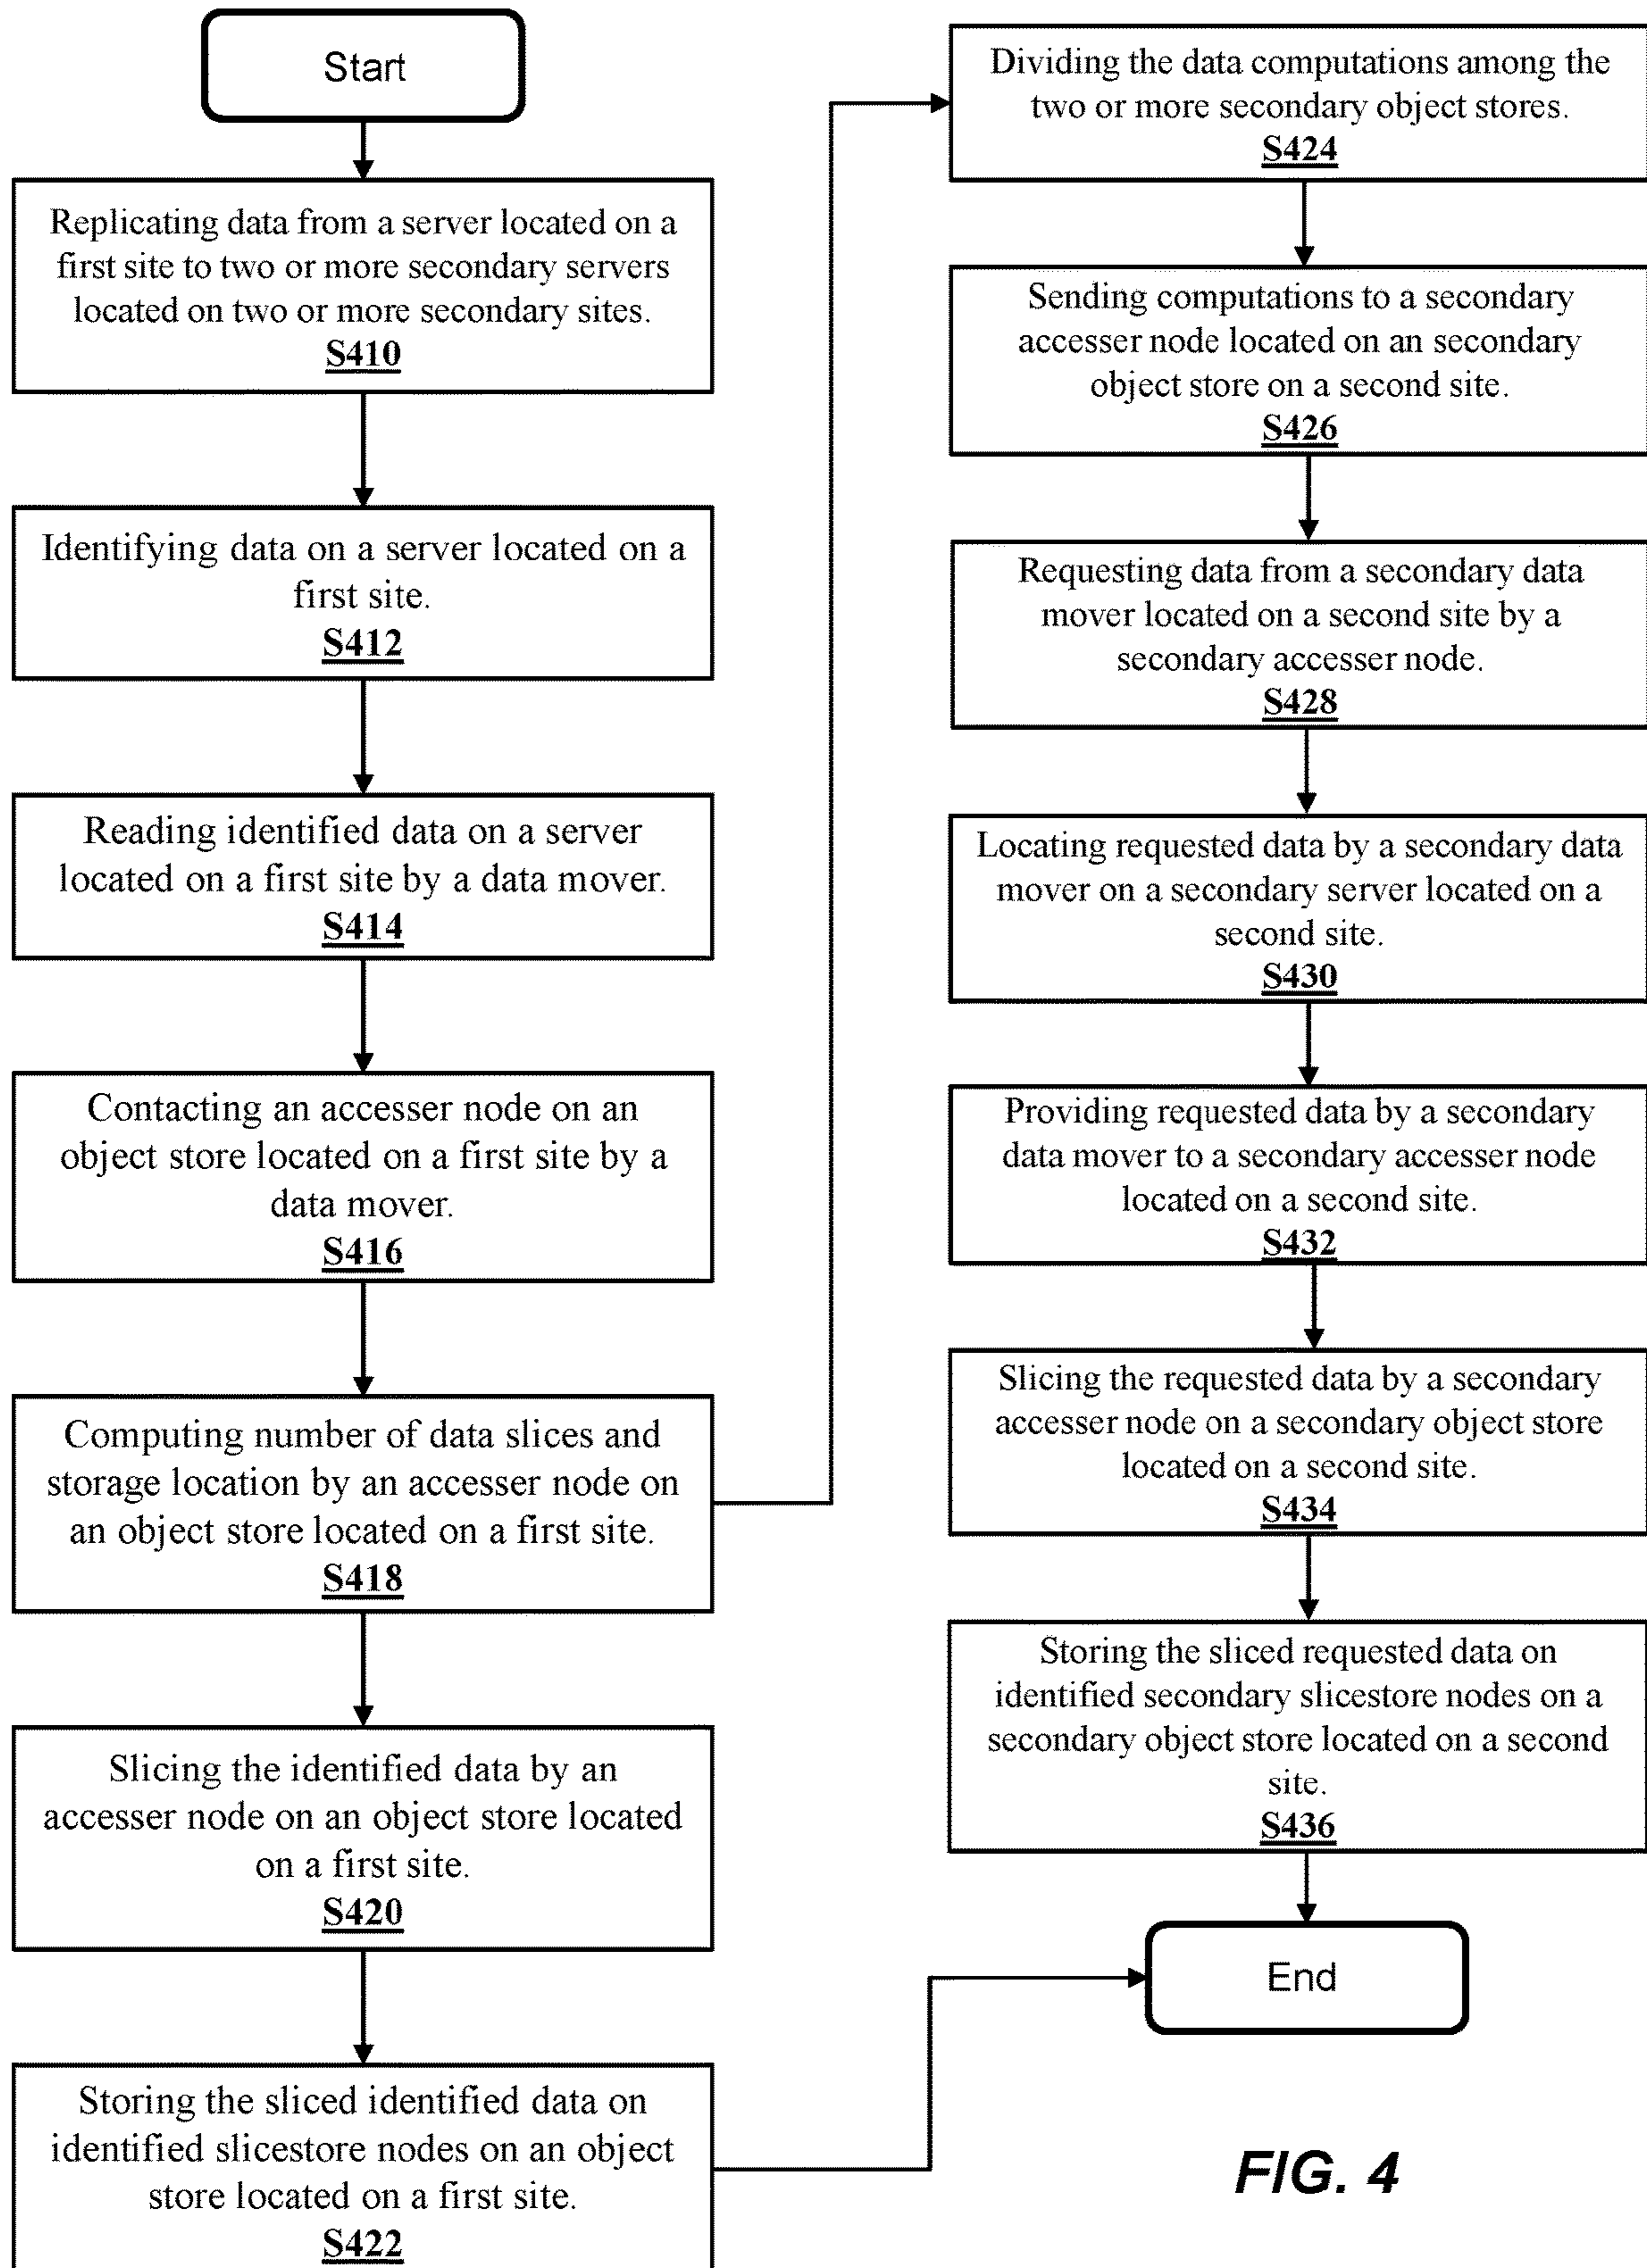 Start
Replicating data from a server located on a
first site to two or more secondary servers
located on two or more secondary sites.
S410
Identifying data on a server located on a
first site.
S412
Reading identified data on a server
located on a first site by a data mover.
S414
Contacting an accesser node on an
object store located on a first site by a
data mover.
S416
Computing number of data slices and
storage location by an accesser node on
an object store located on a first site.
S418
Slicing the identified data by an
accesser node on an object store located
on a first site.
S420
Storing the sliced identified data on
identified slicestore nodes on an object
store located on a first site.
S422
Dividing the data computations among the
two or more secondary object stores.
S424
Sending computations to a secondary
accesser node located on an secondary
object store on a second site.
S426
Requesting data from a secondary data
mover located on a second site by a
secondary accesser node.
S428
Locating requested data by a secondary data
mover on a secondary server located on a
second site.
S430
Providing requested data by a secondary
data mover to a secondary accesser node
located on a second site.
S432
Slicing the requested data by a secondary
accesser node on a secondary object store
located on a second site.
S434
Storing the sliced requested data on
identified secondary slicestore nodes on a
secondary object store located on a second
site.
S436
End
FIG. 4